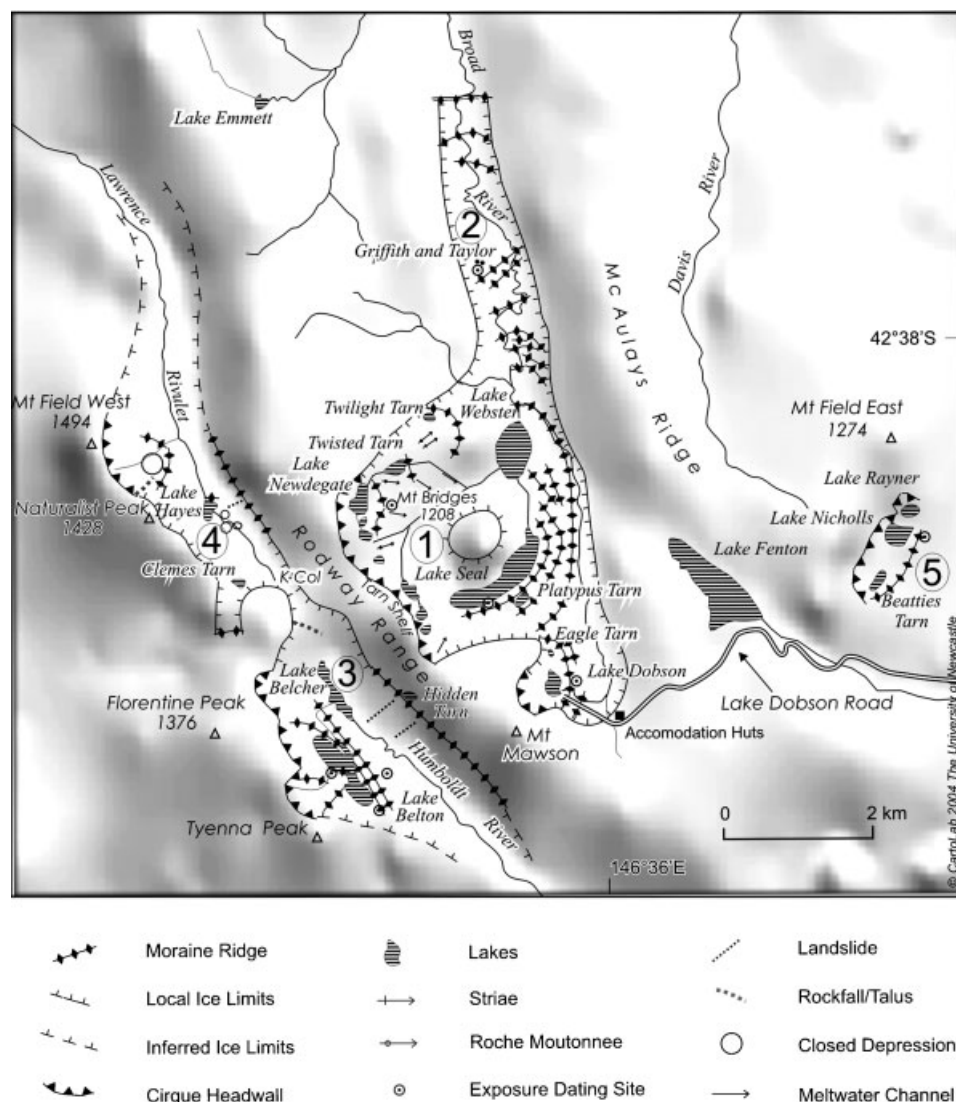 Broad
River
Lake Emmett
Lawrence
Rivulet
2
Griffith and Taylor
Mc Aulays Ridge
Davis
River
42°38'S
Mt Field West
1494
Twilight Tarn
Lake
Webster
Mt Field East
1274
Twisted Tarn
Lake
Newdegate
Mt Bridges
1208
Lake Rayner
Naturalist Peak
1428
Lake
Hayes
4
1
Lake Nicholls
Lake Fenton
5
Clemes Tarn
K-Col
Rodway Range
Lake Seal
Tarn Shelf
Platypus Tarn
Beatties
Tarn
Eagle Tarn
Lake
Belcher
3
Lake Dobson
Florentine Peak
1376
Hidden
Tarn
Mt
Mawson
Accomodation Huts
Lake Dobson Road
Humboldt
River
Lake
Belton
Tyenna Peak
0
2 km
146°36'E
© CartoLab 2004 The University of Newcastle
Moraine Ridge
Lakes
Landslide
Local Ice Limits
Striae
Rockfall/Talus
Inferred Ice Limits
Roche Moutonnee
Closed Depression
Cirque Headwall
Exposure Dating Site
Meltwater Channel